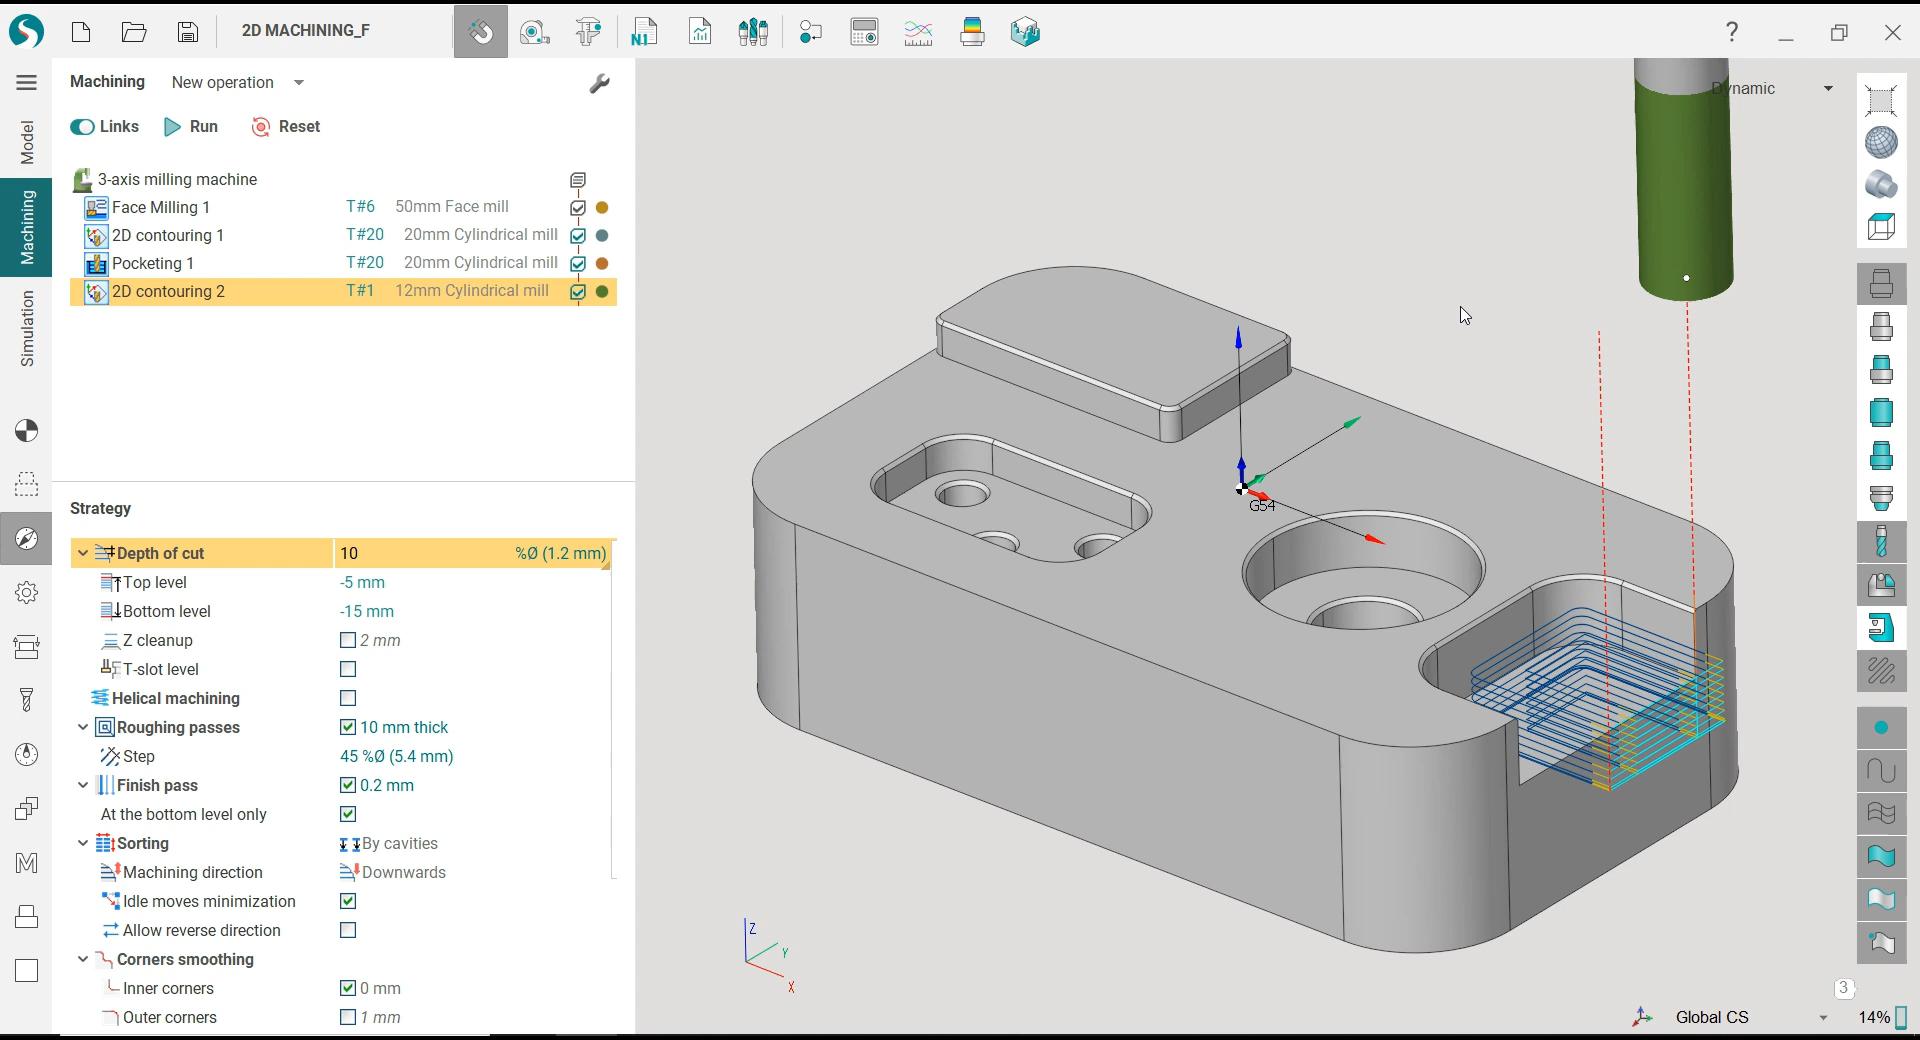 2D MACHINING_F
N1
?
Machining New operation
Dynamic
Links Run Reset
Model
Machining
Simulation
3-axis milling machine
Face Milling 1 T#6 50mm Face mill
2D contouring 1 T#20 20mm Cylindrical mill
Pocketing 1 T#20 20mm Cylindrical mill
2D contouring 2 T#1 12mm Cylindrical mill
G54
Strategy
Depth of cut 10 %Ø (1.2 mm)
Top level -5 mm
Bottom level -15 mm
Z cleanup 2 mm
T-slot level
Helical machining
Roughing passes 10 mm thick
Step 45 %Ø (5.4 mm)
Finish pass 0.2 mm
At the bottom level only
Sorting By cavities
Machining direction Downwards
Idle moves minimization
Allow reverse direction
Corners smoothing
Inner corners 0 mm
Outer corners 1 mm
Z
Y
X
M
3
Global CS 14%